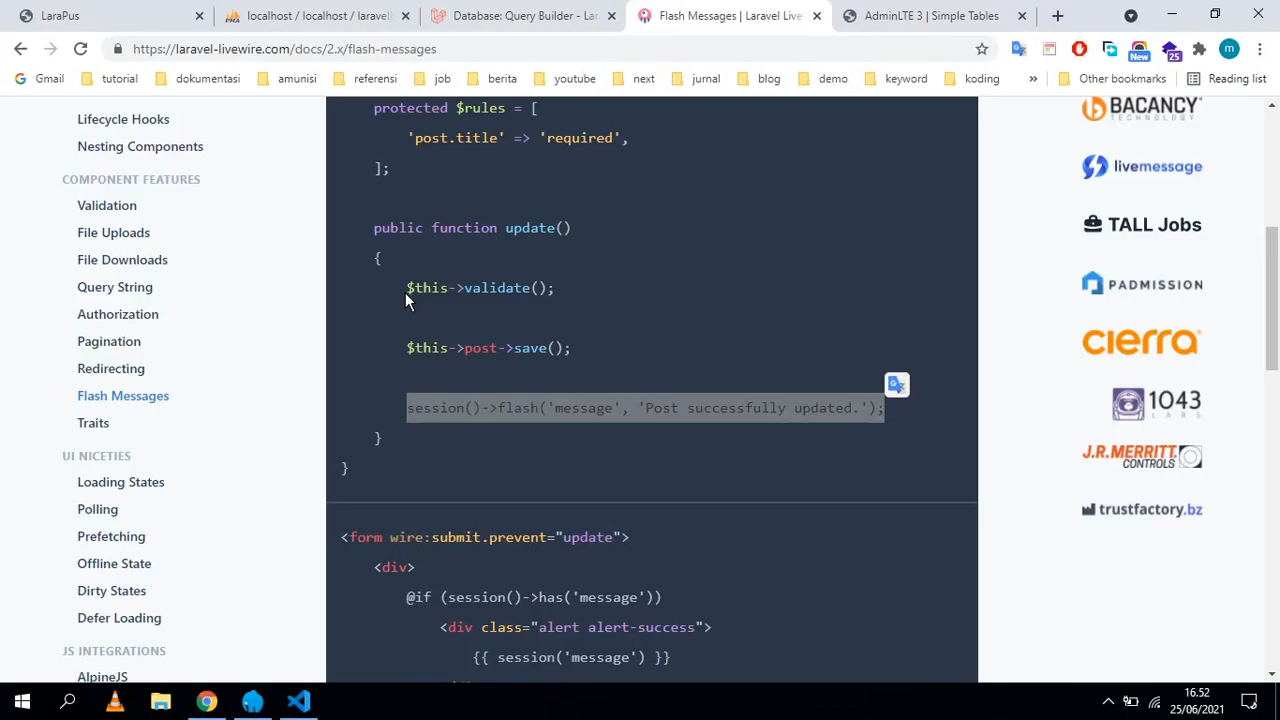 LaraPus
localhost / localhost / laravel
Database: Query Builder - Larav
Flash Messages | Laravel Live
AdminLTE 3 | Simple Tables
https://laravel-livewire.com/docs/2.x/flash-messages
m
New
25
Gmail
tutorial
dokumentasi
amunisi
referensi
job
berita
youtube
next
jurnal
blog
demo
keyword
koding
»
Other bookmarks
Reading list
Lifecycle Hooks
Nesting Components
COMPONENT FEATURES
Validation
File Uploads
File Downloads
Query String
Authorization
Pagination
Redirecting
Flash Messages
Traits
UI NICETIES
Loading States
Polling
Prefetching
Offline State
Dirty States
Defer Loading
JS INTEGRATIONS
AlpineJS
protected $rules = [
'post.title' => 'required',
];
public function update()
{
$this->validate();
$this->post->save();
session()->flash('message', 'Post successfully updated.');
}
}
<form wire:submit.prevent="update">
<div>
@if (session()->has('message'))
<div class="alert alert-success">
{{ session('message') }}
BACANCY
TECHNOLOGY
livemessage
TALL Jobs
PADMISSION
cierra
1043
LABS
J.R.MERRITT
CONTROLS
trustfactory.bz
16.52
25/06/2021